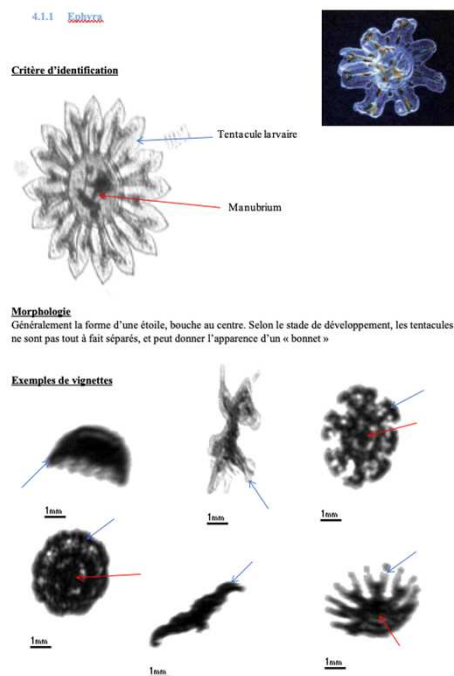 4.1.1 Ephyra
Critère d'identification
Tentacule larvaire
Manubrium
Morphologie
Généralement la forme d'une étoile, bouche au centre. Selon le stade de développement, les tentacules
ne sont pas tout à fait séparés, et peut donner l'apparence d'un « bonnet »
Exemples de vignettes
1mm
1mm
1mm
1mm
1mm
1mm